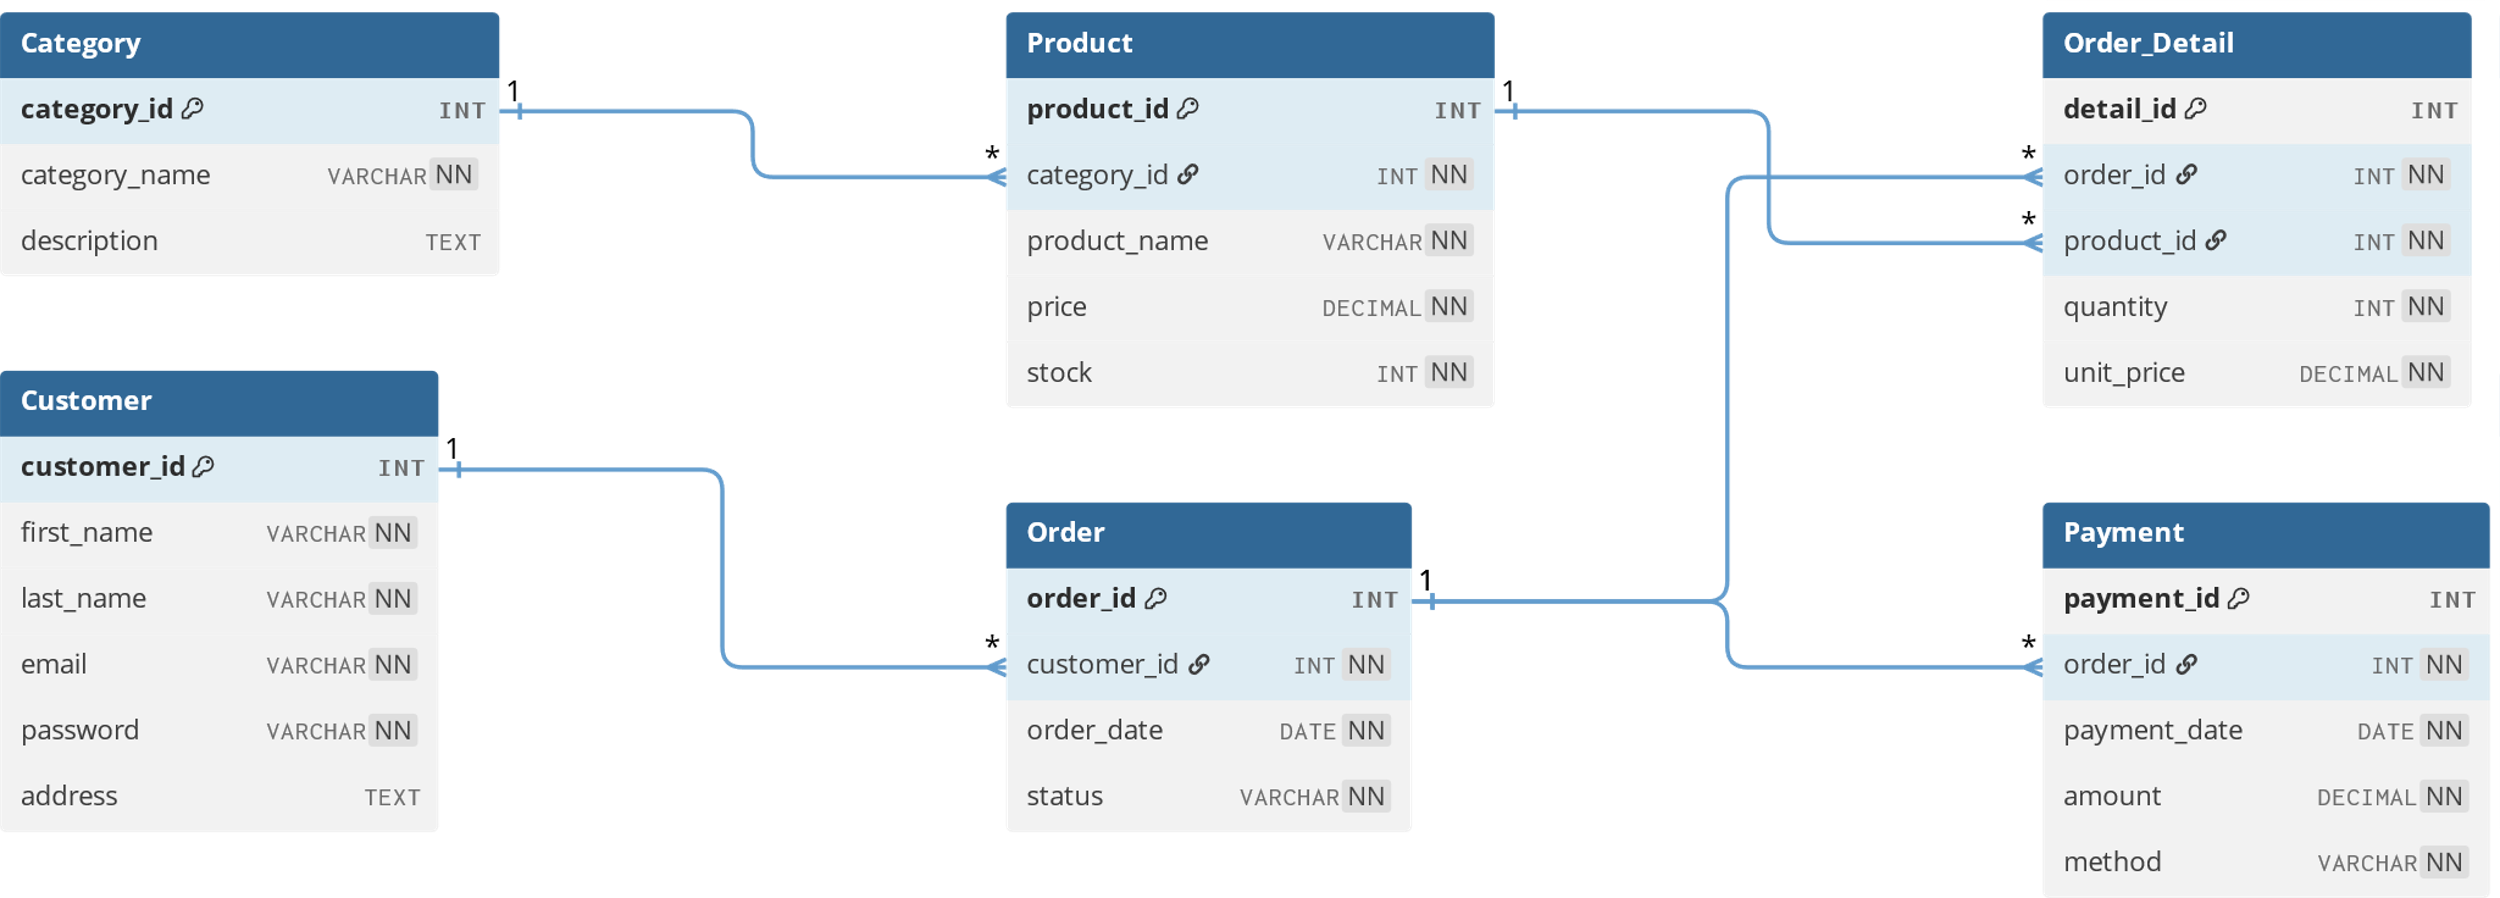 Category
category_id INT
category_name VARCHAR NN
description TEXT
Product
product_id INT
category_id INT NN
product_name VARCHAR NN
price DECIMAL NN
stock INT NN
Order_Detail
detail_id INT
order_id INT NN
product_id INT NN
quantity INT NN
unit_price DECIMAL NN
Customer
customer_id INT
first_name VARCHAR NN
last_name VARCHAR NN
email VARCHAR NN
password VARCHAR NN
address TEXT
Order
order_id INT
customer_id INT NN
order_date DATE NN
status VARCHAR NN
Payment
payment_id INT
order_id INT NN
payment_date DATE NN
amount DECIMAL NN
method VARCHAR NN
1
*
1
*
*
1
*
1
*